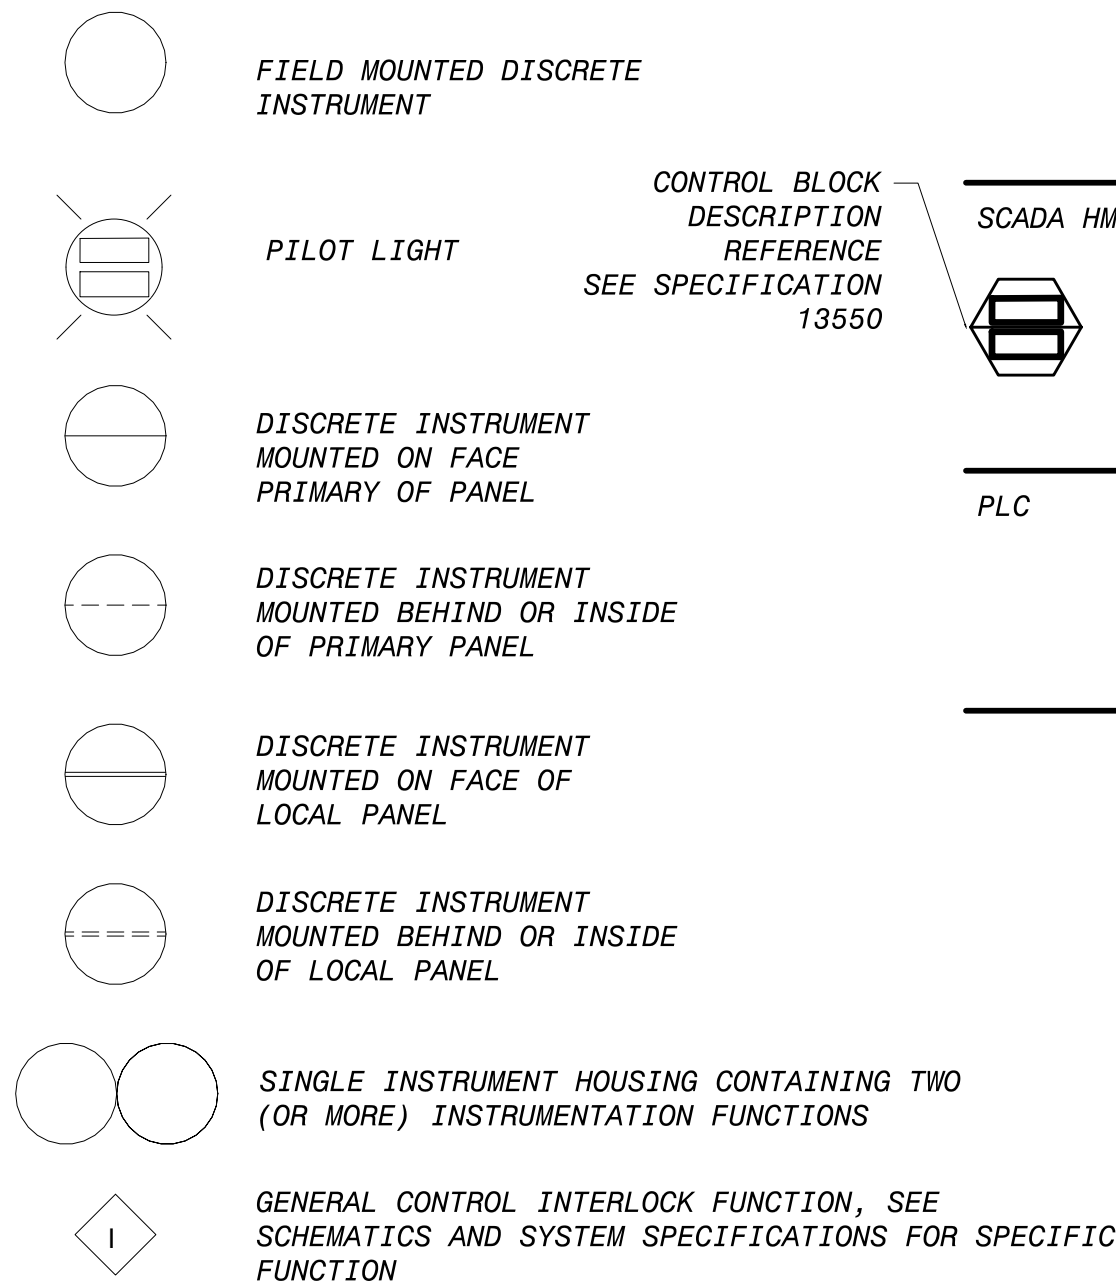 FIELD MOUNTED DISCRETE
INSTRUMENT
PILOT LIGHT
CONTROL BLOCK
DESCRIPTION
REFERENCE
SEE SPECIFICATION
13550
SCADA HM
PLC
DISCRETE INSTRUMENT
MOUNTED ON FACE
PRIMARY OF PANEL
DISCRETE INSTRUMENT
MOUNTED BEHIND OR INSIDE
OF PRIMARY PANEL
DISCRETE INSTRUMENT
MOUNTED ON FACE OF
LOCAL PANEL
DISCRETE INSTRUMENT
MOUNTED BEHIND OR INSIDE
OF LOCAL PANEL
SINGLE INSTRUMENT HOUSING CONTAINING TWO
(OR MORE) INSTRUMENTATION FUNCTIONS
I
GENERAL CONTROL INTERLOCK FUNCTION, SEE
SCHEMATICS AND SYSTEM SPECIFICATIONS FOR SPECIFIC
FUNCTION